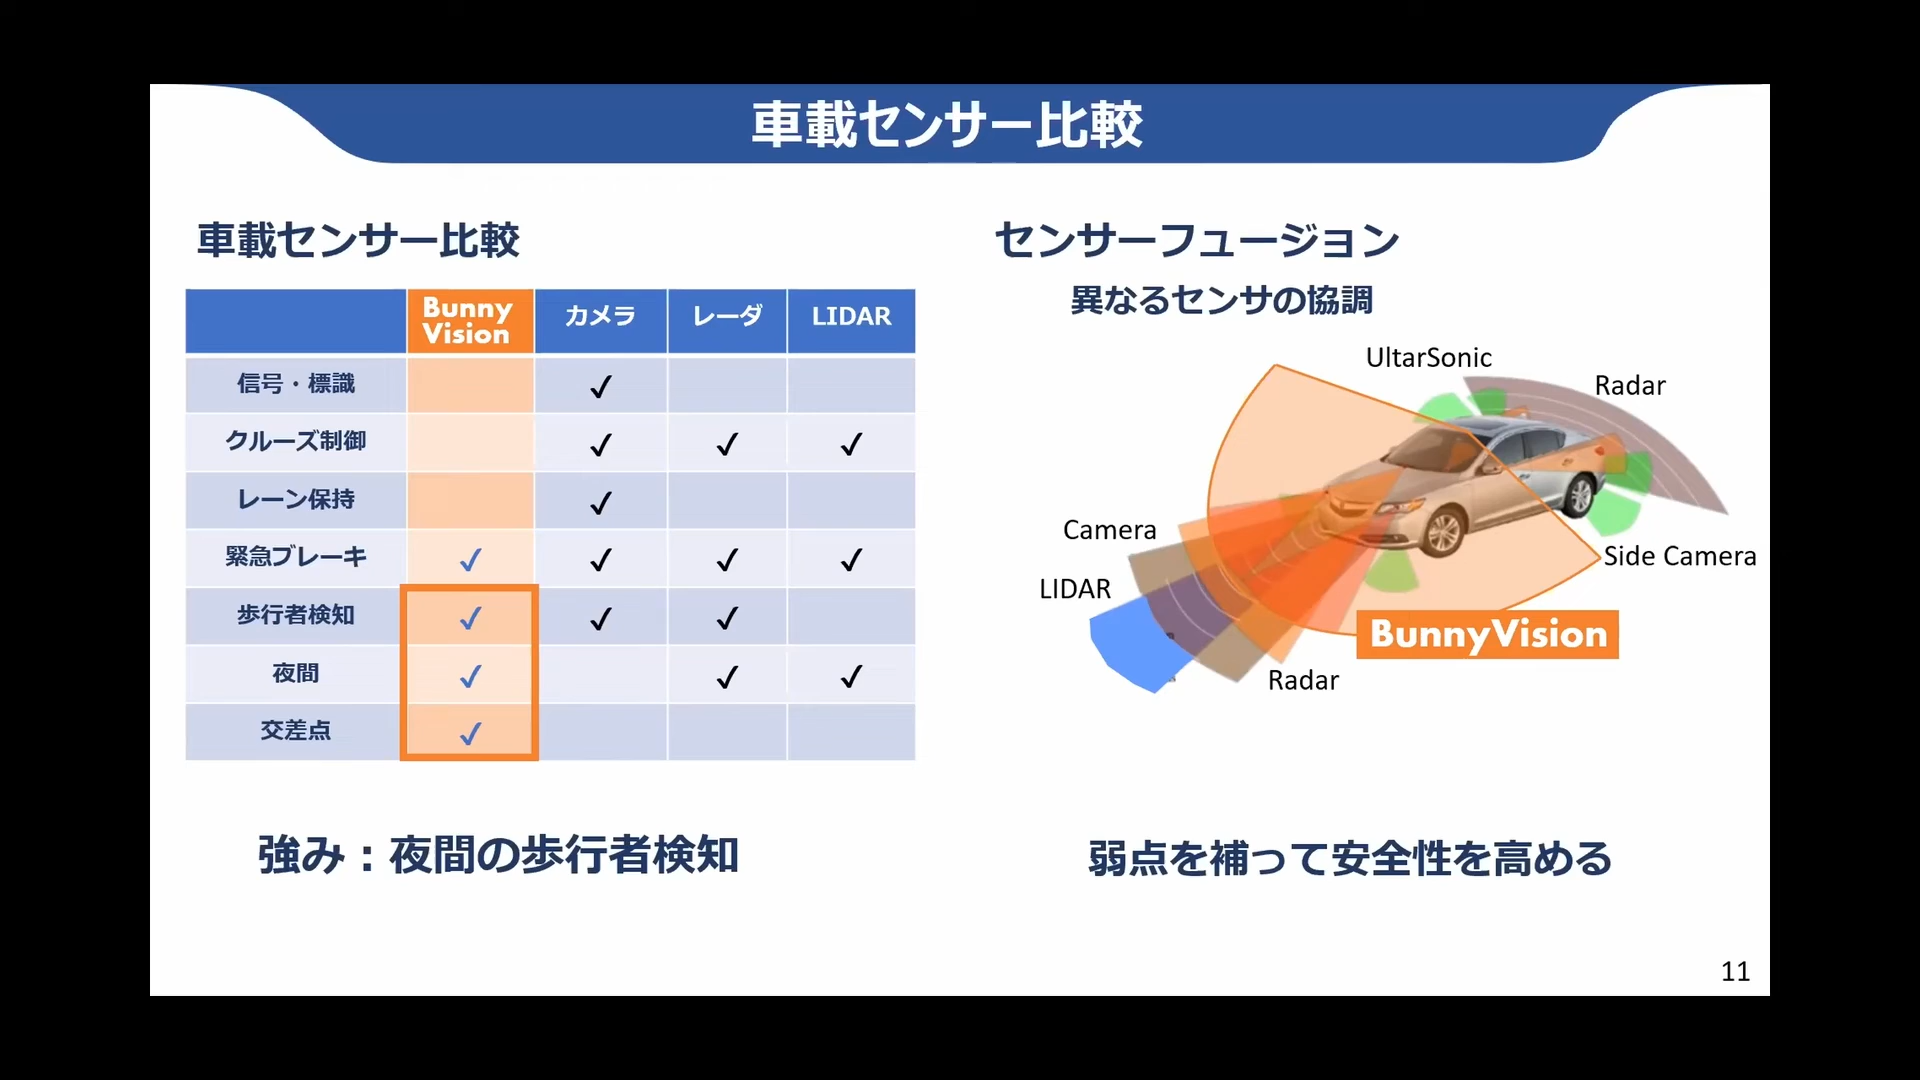 車載センサー比較
車載センサー比較
Bunny
Vision
カメラ
レーダ
LIDAR
信号・標識
✓
クルーズ制御
✓ ✓ ✓
レーン保持
✓
緊急ブレーキ
✓ ✓ ✓ ✓
歩行者検知
✓ ✓ ✓
夜間
✓ ✓ ✓
交差点
✓
強み：夜間の歩行者検知
センサーフュージョン
異なるセンサの協調
UltarSonic
Radar
Camera
LIDAR
Side Camera
BunnyVision
Radar
弱点を補って安全性を高める
11